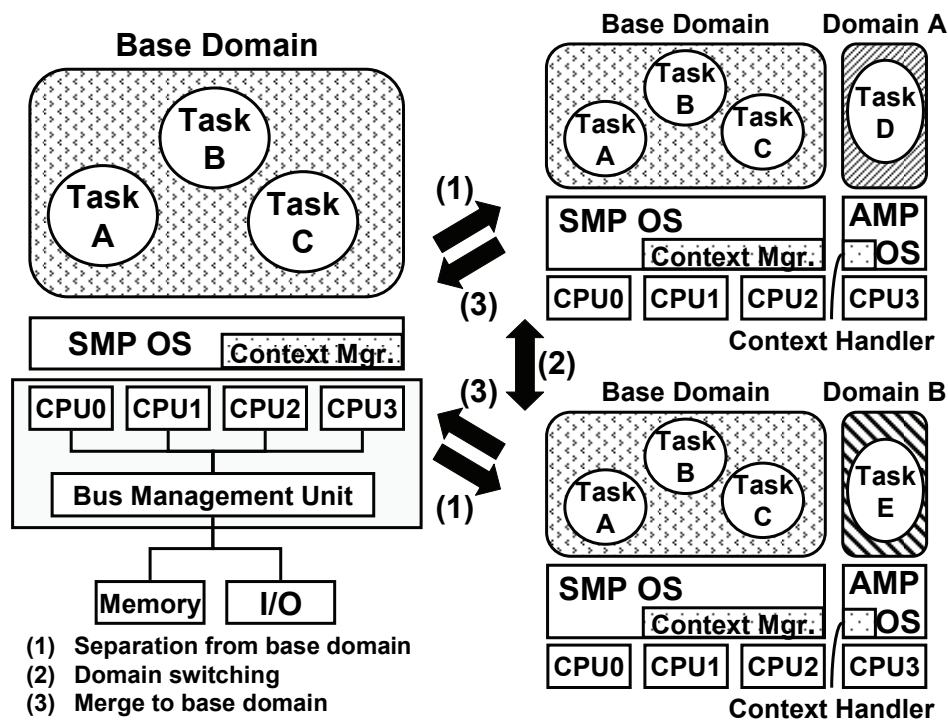 Base Domain
Task
B
Task
A
Task
C
SMP OS
Context Mgr.
CPU0 CPU1 CPU2 CPU3
Bus Management Unit
Memory I/O
(1) Separation from base domain
(2) Domain switching
(3) Merge to base domain
(1)
(3)
(2)
(3)
(1)
Base Domain Domain A
Task
B
Task
A
Task
C
Task
D
SMP OS
Context Mgr.
AMP
OS
CPU0 CPU1 CPU2 CPU3
Context Handler
Base Domain Domain B
Task
B
Task
A
Task
C
Task
E
SMP OS
Context Mgr.
AMP
OS
CPU0 CPU1 CPU2 CPU3
Context Handler